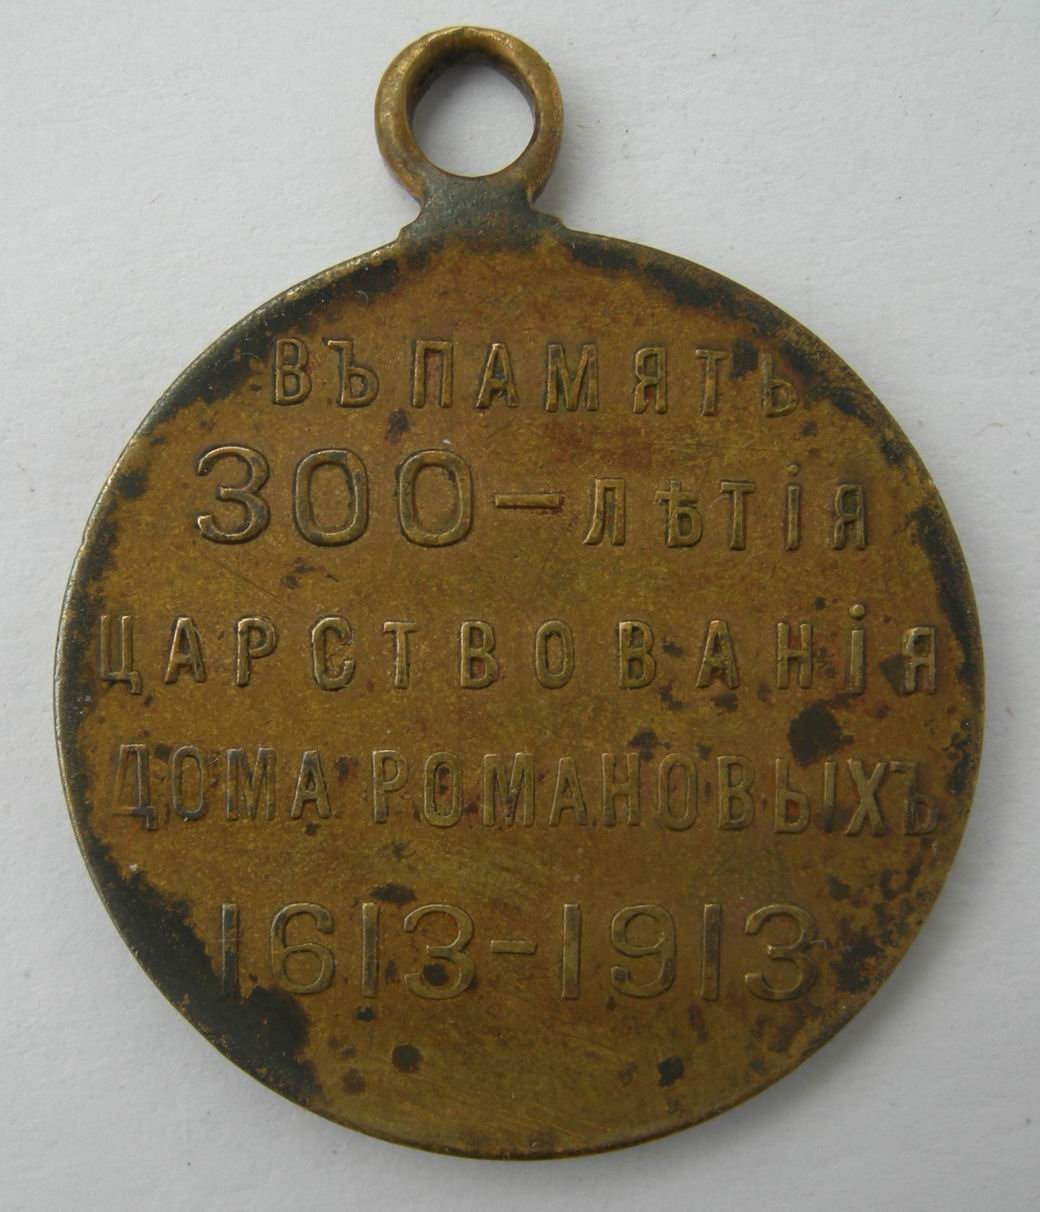 ВЪ ПАМЯТЬ
300-ЛѢТІЯ
ЦАРСТВОВАНІЯ
ДОМА РОМАНОВЫХЪ
1613-1913